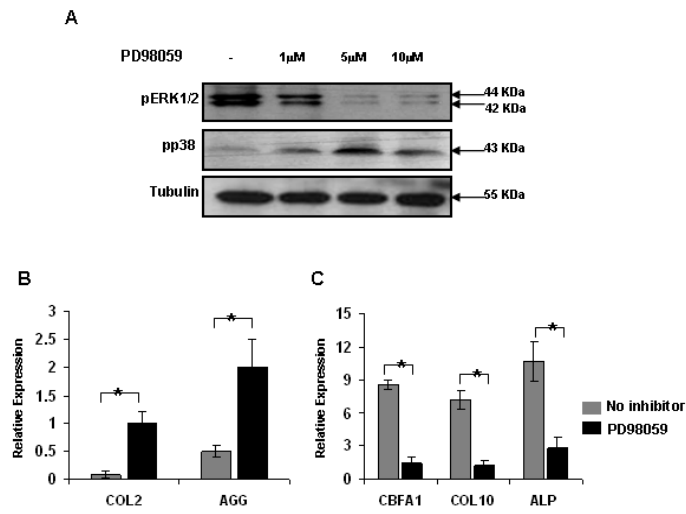 A
PD98059 - 1µM 5µM 10µM
pERK1/2
44 KDa
42 KDa
pp38
43 KDa
Tubulin
55 KDa
B
Relative Expression
3
2.5
2
1.5
1
0.5
0
*
*
COL2 AGG
C
Relative Expression
15
12
9
6
3
0
*
*
*
CBFA1 COL10 ALP
No inhibitor
PD98059